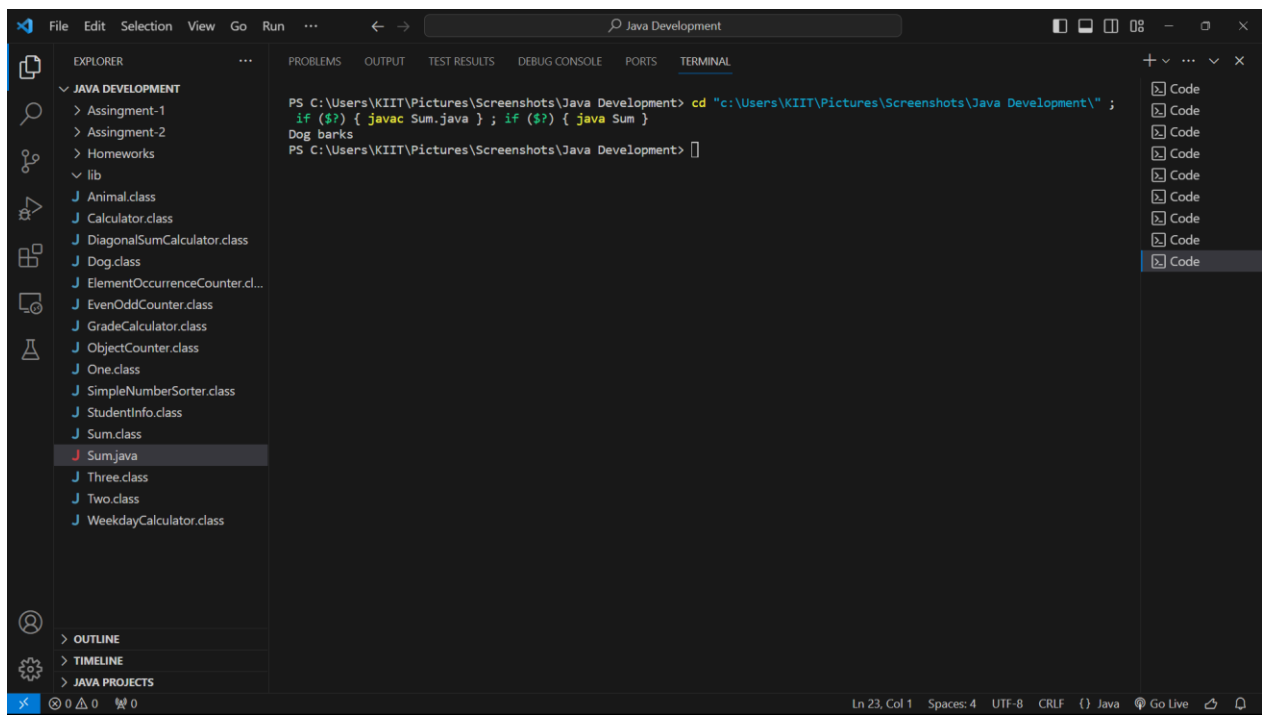 File Edit Selection View Go Run ··· ← → Java Development
EXPLORER ···
JAVA DEVELOPMENT
Assingment-1
Assingment-2
Homeworks
lib
J Animal.class
J Calculator.class
J DiagonalSumCalculator.class
J Dog.class
J ElementOccurrenceCounter.cl...
J EvenOddCounter.class
J GradeCalculator.class
J ObjectCounter.class
J One.class
J SimpleNumberSorter.class
J StudentInfo.class
J Sum.class
J Sum.java
J Three.class
J Two.class
J WeekdayCalculator.class
OUTLINE
TIMELINE
JAVA PROJECTS
PROBLEMS OUTPUT TEST RESULTS DEBUG CONSOLE PORTS TERMINAL
PS C:\Users\KIIT\Pictures\Screenshots\Java Development> cd "c:\Users\KIIT\Pictures\Screenshots\Java Development\" ;
if ($?) { javac Sum.java } ; if ($?) { java Sum }
Dog barks
PS C:\Users\KIIT\Pictures\Screenshots\Java Development>
Code
Code
Code
Code
Code
Code
Code
Code
Code
0 0 0 Ln 23, Col 1 Spaces: 4 UTF-8 CRLF {} Java Go Live